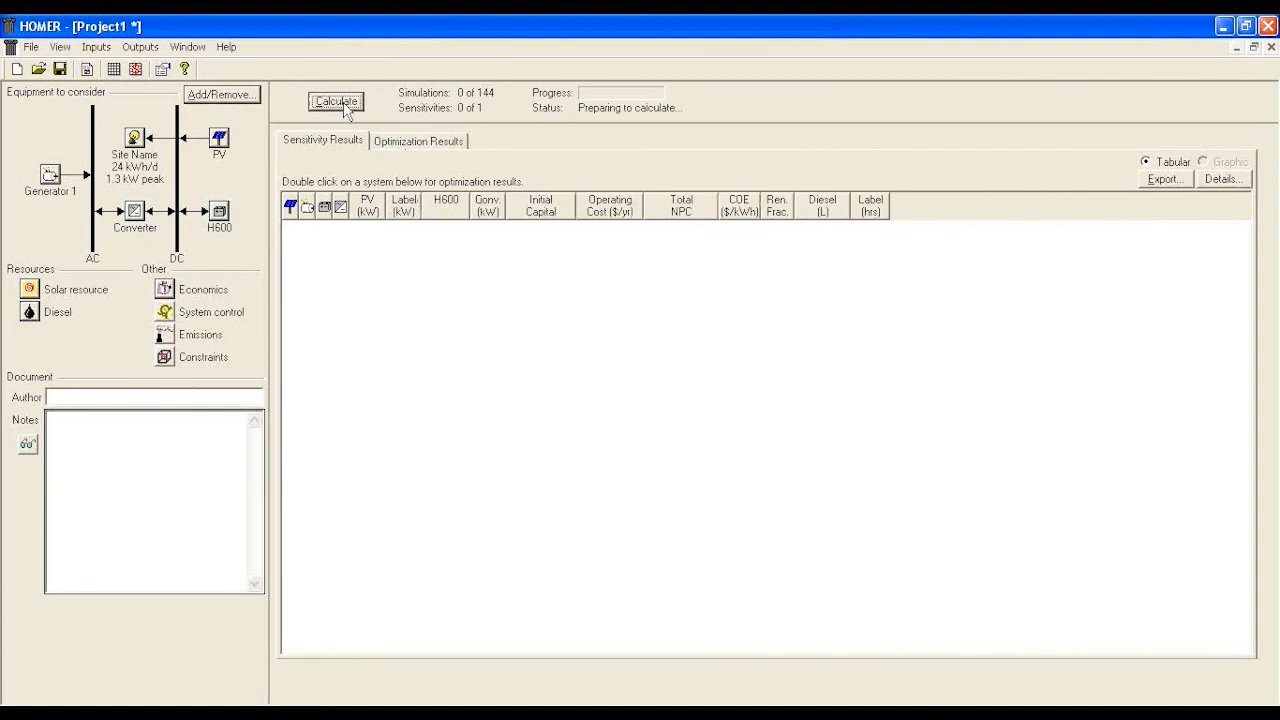 HOMER - [Project1 *]
File View Inputs Outputs Window Help
Equipment to consider
Add/Remove...
Calculate
Simulations: 0 of 144
Progress:
Sensitivities: 0 of 1
Status: Preparing to calculate...
Sensitivity Results
Optimization Results
Tabular
Graphic
Double click on a system below for optimization results.
Export...
Details...
PV (kW)
Label (kW)
H600
Conv. (kW)
Initial Capital
Operating Cost ($/yr)
Total NPC
COE ($/kWh)
Ren. Frac.
Diesel (L)
Label (hrs)
Site Name
24 kWh/d
1.3 kW peak
PV
Generator 1
Converter
H600
AC
DC
Resources
Other
Solar resource
Economics
Diesel
System control
Emissions
Constraints
Document
Author
Notes